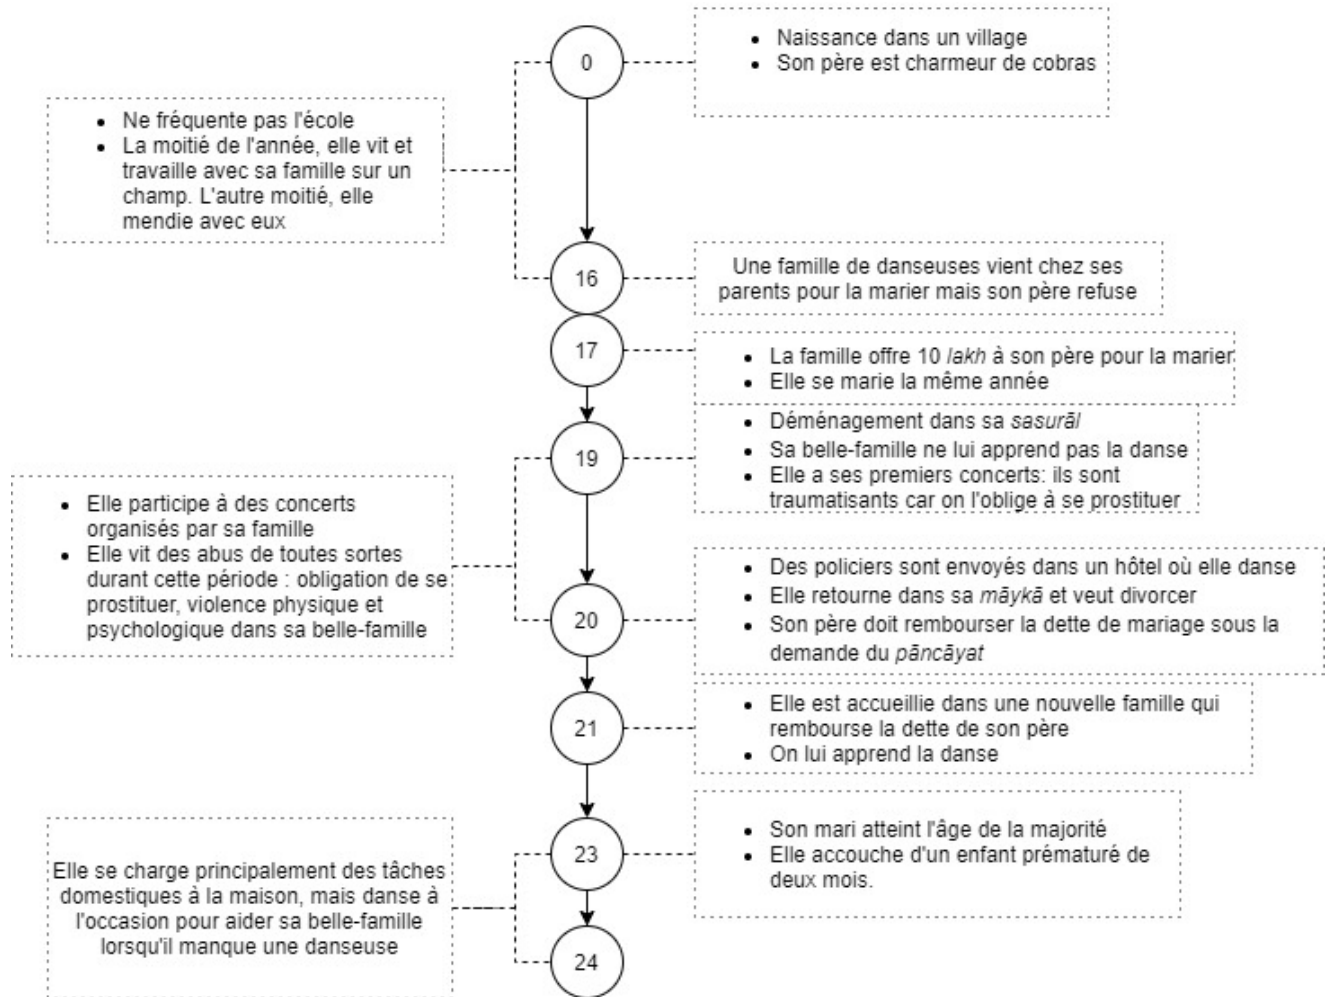 0
• Naissance dans un village
• Son père est charmeur de cobras
• Ne fréquente pas l'école
• La moitié de l'année, elle vit et
travaille avec sa famille sur un
champ. L'autre moitié, elle
mendie avec eux
16
Une famille de danseuses vient chez ses
parents pour la marier mais son père refuse
17
• La famille offre 10 lakh à son père pour la marier
• Elle se marie la même année
19
• Déménagement dans sa sasurāl
• Sa belle-famille ne lui apprend pas la danse
• Elle a ses premiers concerts: ils sont
traumatisants car on l'oblige à se prostituer
• Elle participe à des concerts
organisés par sa famille
• Elle vit des abus de toutes sortes
durant cette période : obligation de se
prostituer, violence physique et
psychologique dans sa belle-famille
20
• Des policiers sont envoyés dans un hôtel où elle danse
• Elle retourne dans sa māykā et veut divorcer
• Son père doit rembourser la dette de mariage sous la
demande du pāncāyat
21
• Elle est accueillie dans une nouvelle famille qui
rembourse la dette de son père
• On lui apprend la danse
23
• Son mari atteint l'âge de la majorité
• Elle accouche d'un enfant prématuré de
deux mois.
Elle se charge principalement des tâches
domestiques à la maison, mais danse à
l'occasion pour aider sa belle-famille
lorsqu'il manque une danseuse
24